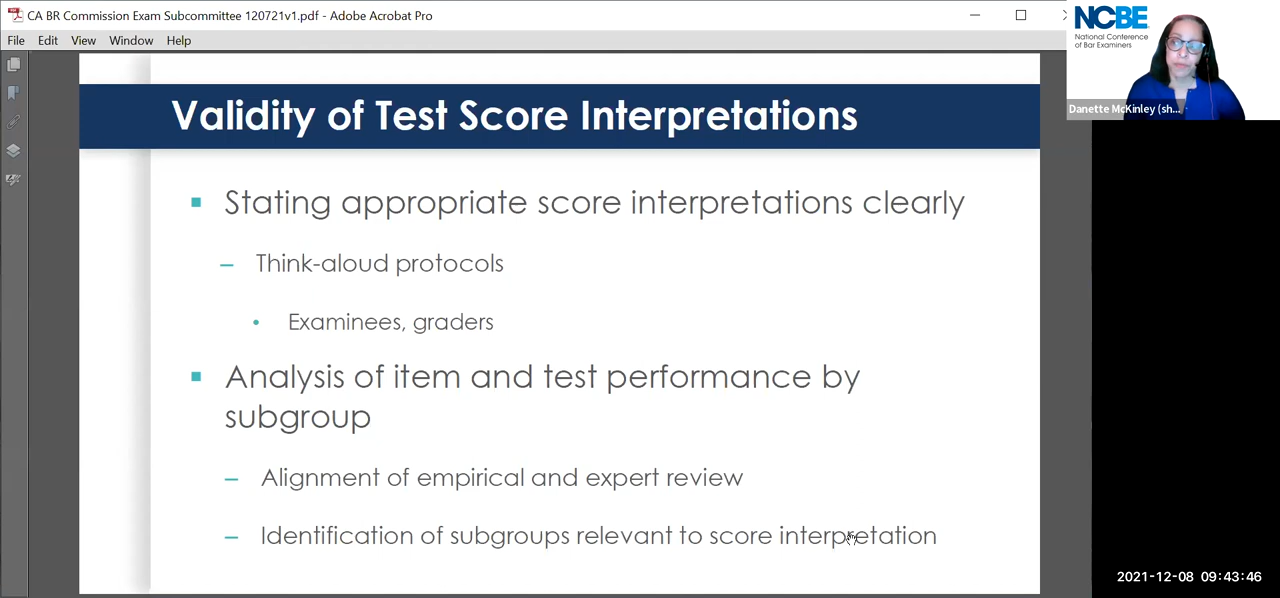 CA BR Commission Exam Subcommittee 120721v1.pdf - Adobe Acrobat Pro
File Edit View Window Help
NCBE
National Conference
of Bar Examiners
Danette McKinley (sh...
Validity of Test Score Interpretations
▪ Stating appropriate score interpretations clearly
– Think-aloud protocols
• Examinees, graders
▪ Analysis of item and test performance by
subgroup
– Alignment of empirical and expert review
– Identification of subgroups relevant to score interpretation
2021-12-08 09:43:46